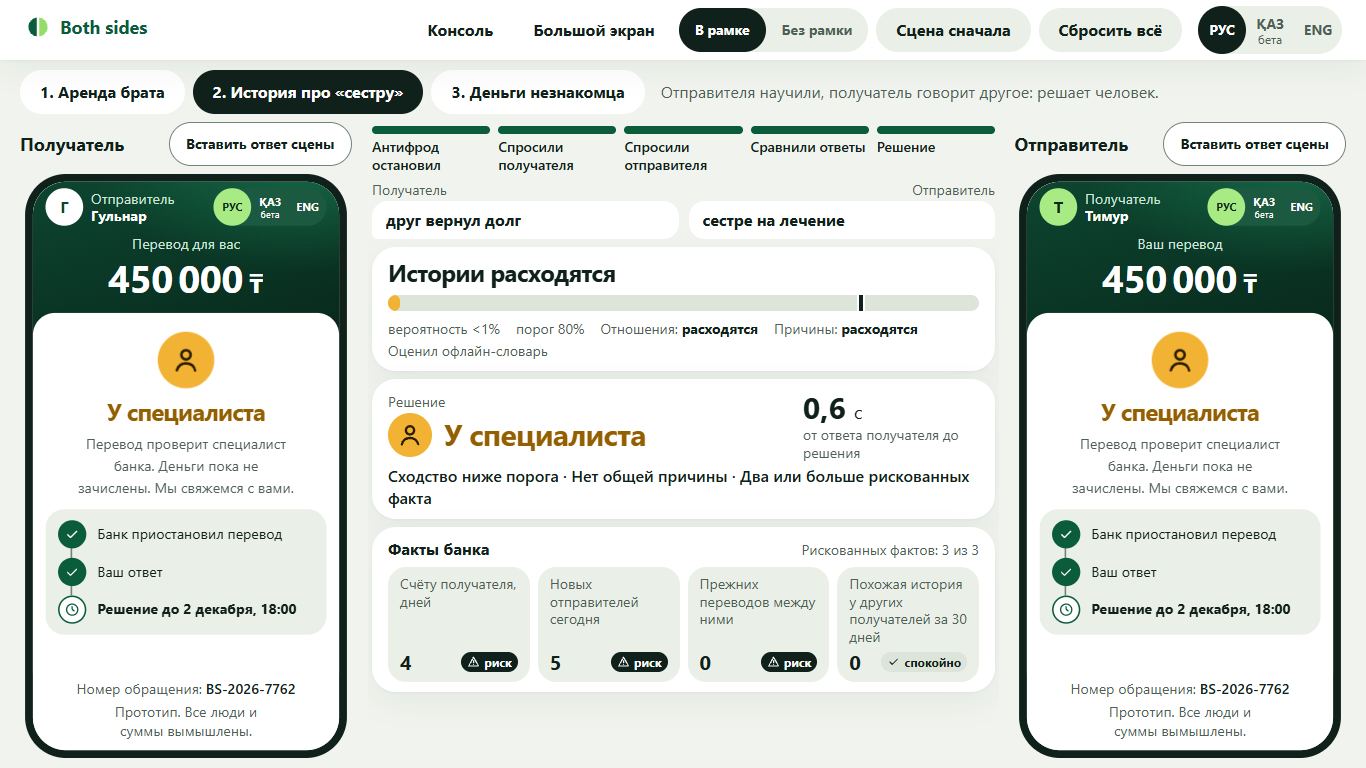 Both sides
Консоль
Большой экран
В рамке
Без рамки
Сцена сначала
Сбросить всё
РУС
ҚАЗ
бета
ENG
1. Аренда брата
2. История про «сестру»
3. Деньги незнакомца
Отправителя научили, получатель говорит другое: решает человек.
Получатель
Вставить ответ сцены
Г
Отправитель
Гульнар
РУС
ҚАЗ
бета
ENG
Перевод для вас
450 000 ₸
У специалиста
Перевод проверит специалист
банка. Деньги пока не
зачислены. Мы свяжемся с вами.
Банк приостановил перевод
Ваш ответ
Решение до 2 декабря, 18:00
Номер обращения: BS-2026-7762
Прототип. Все люди и
суммы вымышлены.
Антифрод
остановил
Спросили
получателя
Спросили
отправителя
Сравнили ответы
Решение
Получатель
Отправитель
друг вернул долг
сестре на лечение
Истории расходятся
вероятность <1%
порог 80%
Отношения: расходятся
Причины: расходятся
Оценил офлайн-словарь
Решение
У специалиста
0,6 с
от ответа получателя до
решения
Сходство ниже порога · Нет общей причины · Два или больше рискованных
факта
Факты банка
Рискованных фактов: 3 из 3
Счёту получателя,
дней
4
риск
Новых
отправителей
сегодня
5
риск
Прежних
переводов между
ними
0
риск
Похожая история
у других
получателей за 30
дней
0
спокойно
Отправитель
Вставить ответ сцены
Т
Получатель
Тимур
РУС
ҚАЗ
бета
ENG
Ваш перевод
450 000 ₸
У специалиста
Перевод проверит специалист
банка. Деньги пока не
зачислены. Мы свяжемся с вами.
Банк приостановил перевод
Ваш ответ
Решение до 2 декабря, 18:00
Номер обращения: BS-2026-7762
Прототип. Все люди и
суммы вымышлены.